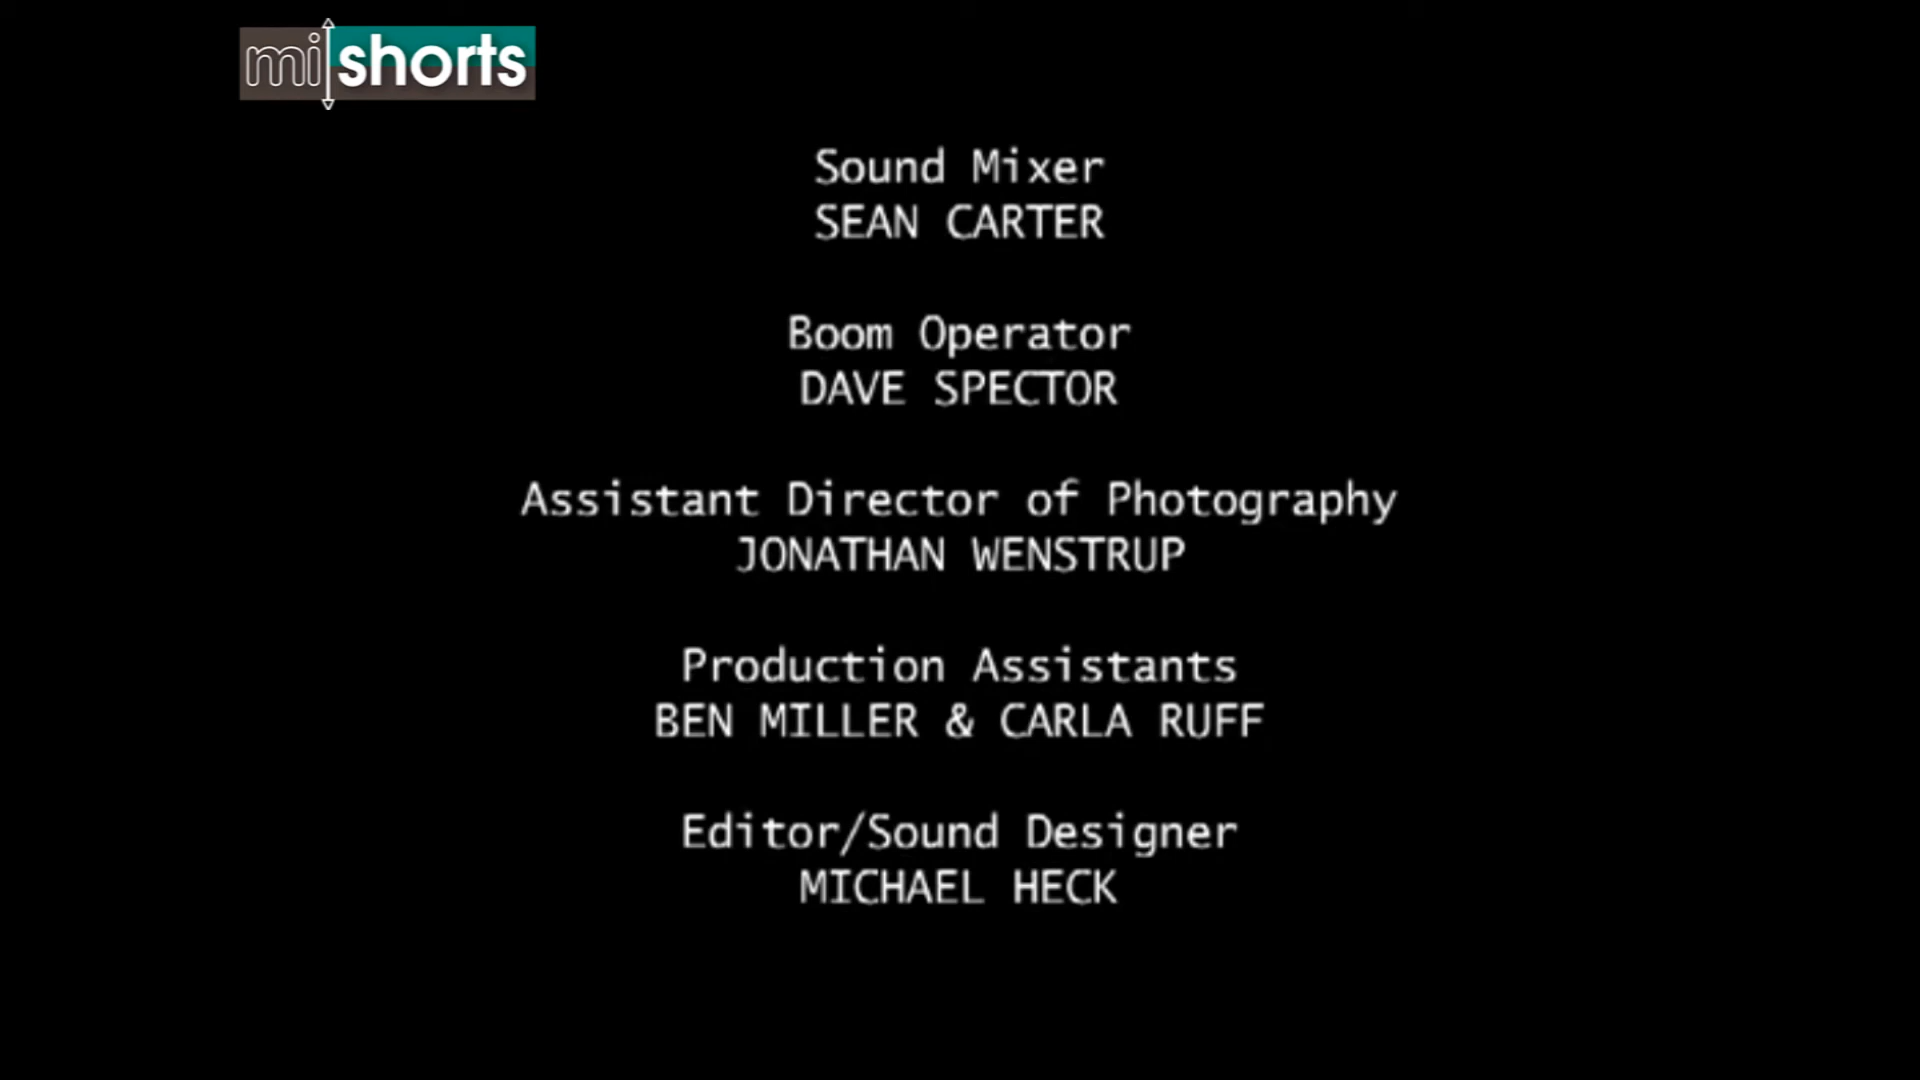 mi shorts
Sound Mixer
SEAN CARTER
Boom Operator
DAVE SPECTOR
Assistant Director of Photography
JONATHAN WENSTRUP
Production Assistants
BEN MILLER & CARLA RUFF
Editor/Sound Designer
MICHAEL HECK